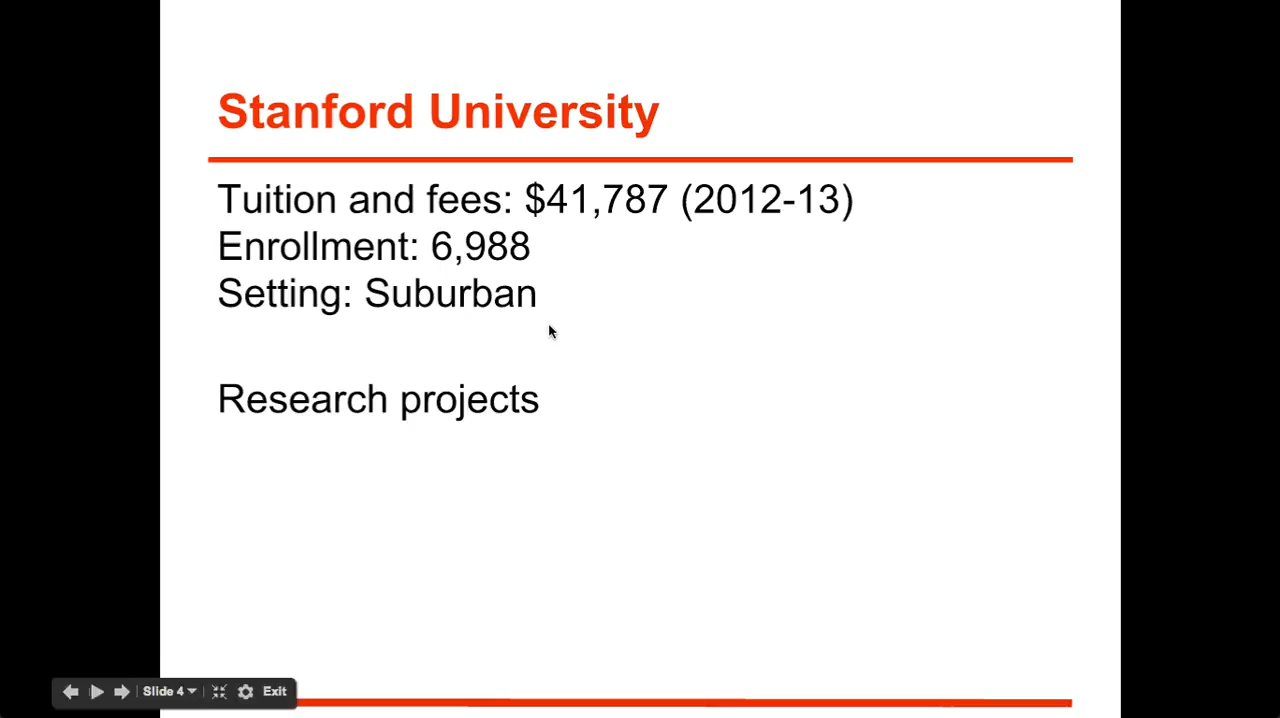 Stanford University
Tuition and fees: $41,787 (2012-13)
Enrollment: 6,988
Setting: Suburban
Research projects
Slide 4 Exit